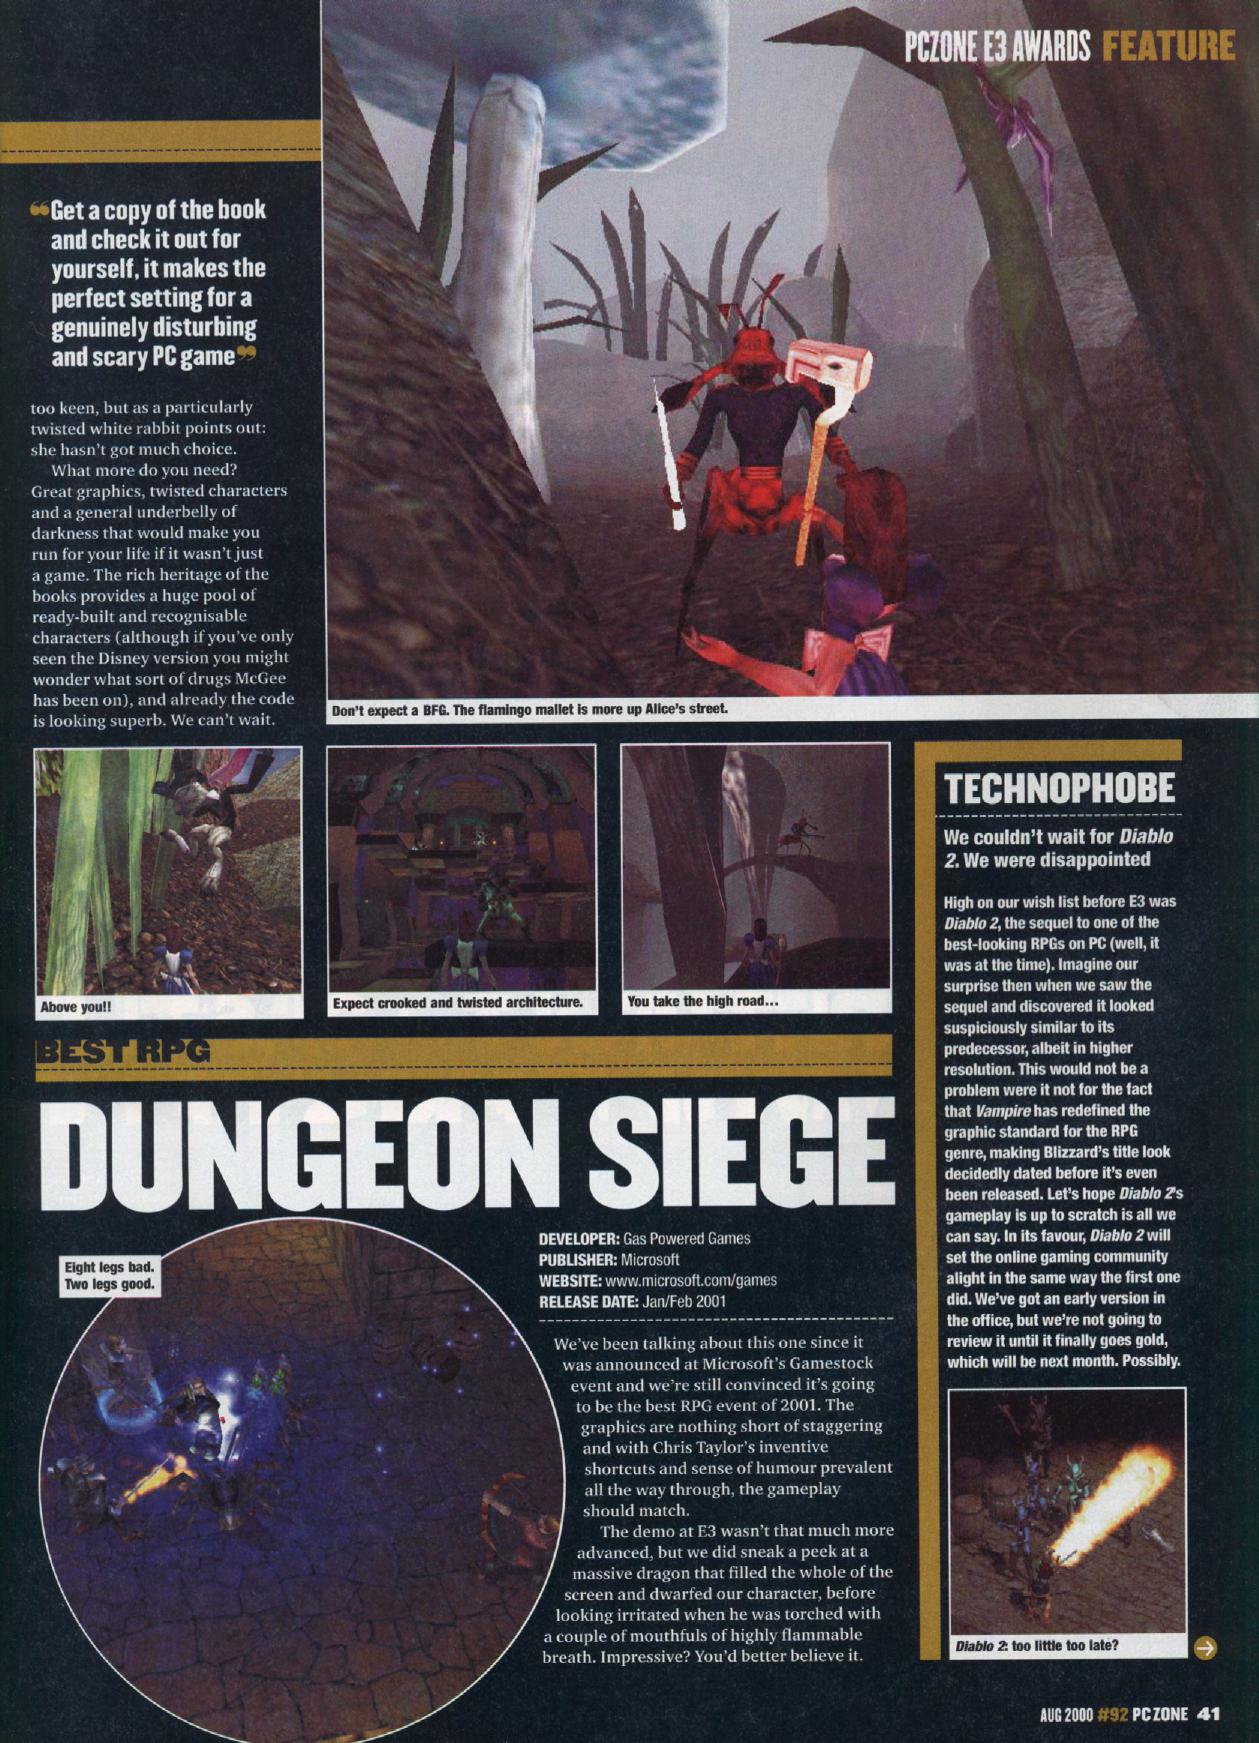 PCZONE E3 AWARDS FEATURE
“Get a copy of the book
and check it out for
yourself, it makes the
perfect setting for a
genuinely disturbing
and scary PC game”
too keen, but as a particularly
twisted white rabbit points out:
she hasn't got much choice.
What more do you need?
Great graphics, twisted characters
and a general underbelly of
darkness that would make you
run for your life if it wasn't just
a game. The rich heritage of the
books provides a huge pool of
ready-built and recognisable
characters (although if you've only
seen the Disney version you might
wonder what sort of drugs McGee
has been on), and already the code
is looking superb. We can't wait.
Don't expect a BFG. The flamingo mallet is more up Alice's street.
Above you!!
Expect crooked and twisted architecture.
You take the high road...
BEST RPG
DUNGEON SIEGE
Eight legs bad.
Two legs good.
DEVELOPER: Gas Powered Games
PUBLISHER: Microsoft
WEBSITE: www.microsoft.com/games
RELEASE DATE: Jan/Feb 2001
We've been talking about this one since it
was announced at Microsoft's Gamestock
event and we're still convinced it's going
to be the best RPG event of 2001. The
graphics are nothing short of staggering
and with Chris Taylor's inventive
shortcuts and sense of humour prevalent
all the way through, the gameplay
should match.
The demo at E3 wasn't that much more
advanced, but we did sneak a peek at a
massive dragon that filled the whole of the
screen and dwarfed our character, before
looking irritated when he was torched with
a couple of mouthfuls of highly flammable
breath. Impressive? You'd better believe it.
TECHNOPHOBE
We couldn't wait for Diablo
2. We were disappointed
High on our wish list before E3 was
Diablo 2, the sequel to one of the
best-looking RPGs on PC (well, it
was at the time). Imagine our
surprise then when we saw the
sequel and discovered it looked
suspiciously similar to its
predecessor, albeit in higher
resolution. This would not be a
problem were it not for the fact
that Vampire has redefined the
graphic standard for the RPG
genre, making Blizzard's title look
decidedly dated before it's even
been released. Let's hope Diablo 2's
gameplay is up to scratch is all we
can say. In its favour, Diablo 2 will
set the online gaming community
alight in the same way the first one
did. We've got an early version in
the office, but we're not going to
review it until it finally goes gold,
which will be next month. Possibly.
Diablo 2: too little too late?
AUG 2000 #92 PC ZONE 41